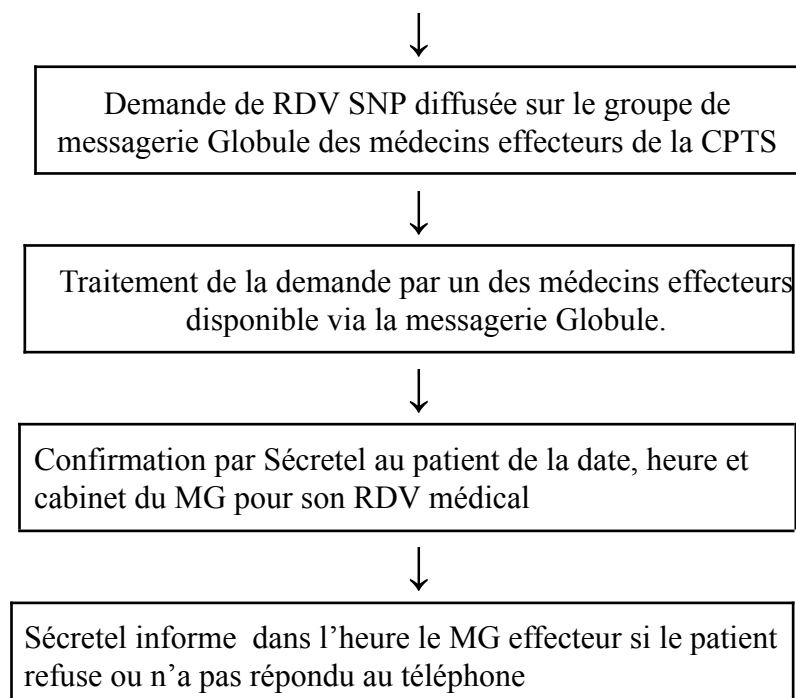 Demande de RDV SNP diffusée sur le groupe de
messagerie Globule des médecins effecteurs de la CPTS
Traitement de la demande par un des médecins effecteurs
disponible via la messagerie Globule.
Confirmation par Sécretel au patient de la date, heure et
cabinet du MG pour son RDV médical
Sécretel informe  dans l’heure le MG effecteur si le patient
refuse ou n’a pas répondu au téléphone